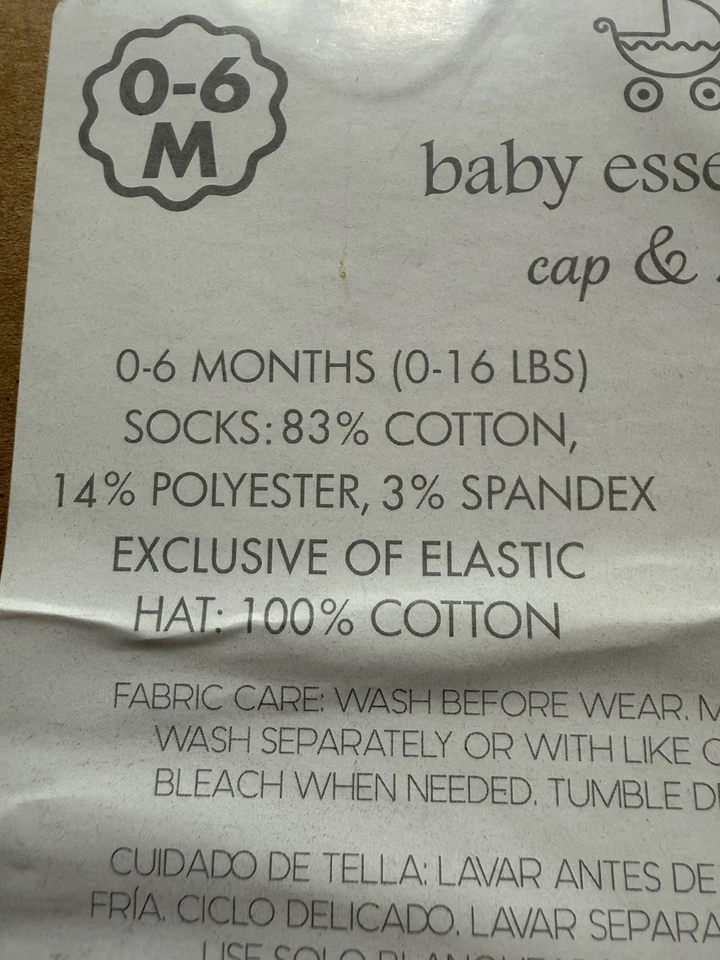 0-6
M
baby esse
cap &
0-6 MONTHS (0-16 LBS)
SOCKS: 83% COTTON,
14% POLYESTER, 3% SPANDEX
EXCLUSIVE OF ELASTIC
HAT: 100% COTTON
FABRIC CARE: WASH BEFORE WEAR. M
WASH SEPARATELY OR WITH LIKE C
BLEACH WHEN NEEDED. TUMBLE D
CUIDADO DE TELLA: LAVAR ANTES DE
FRÍA. CICLO DELICADO. LAVAR SEPARA
USE SOLO